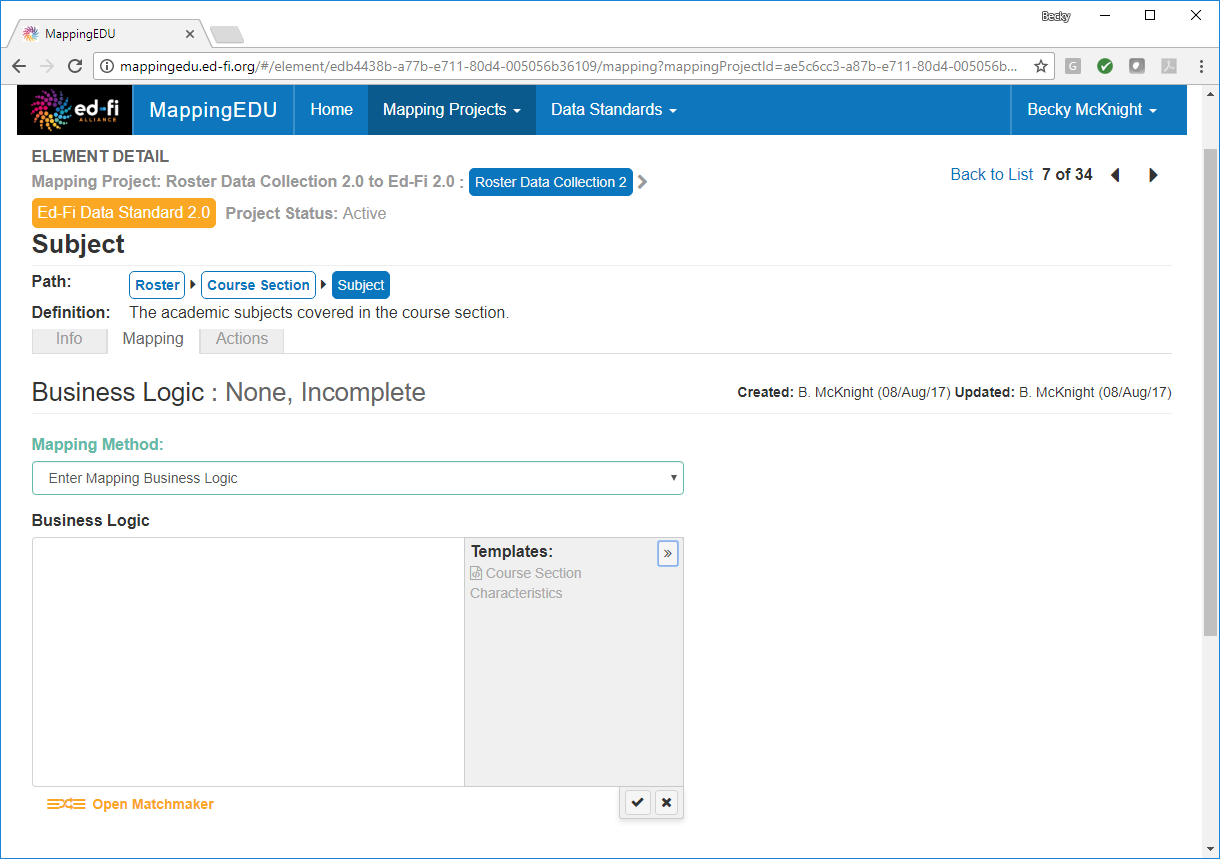 Becky
MappingEDU
mappingedu.ed-fi.org/#/element/edb4438b-a77b-e711-80d4-005056b36109/mapping?mappingProjectId=ae5c6cc3-a87b-e711-80d4-005056b...
G
ed-fi
ALLIANCE
MappingEDU Home Mapping Projects Data Standards Becky McKnight
ELEMENT DETAIL
Mapping Project: Roster Data Collection 2.0 to Ed-Fi 2.0 : Roster Data Collection 2
Back to List 7 of 34
Ed-Fi Data Standard 2.0 Project Status: Active
Subject
Path: Roster Course Section Subject
Definition: The academic subjects covered in the course section.
Info Mapping Actions
Business Logic : None, Incomplete
Created: B. McKnight (08/Aug/17) Updated: B. McKnight (08/Aug/17)
Mapping Method:
Enter Mapping Business Logic
Business Logic
Templates: »
Course Section
Characteristics
Open Matchmaker